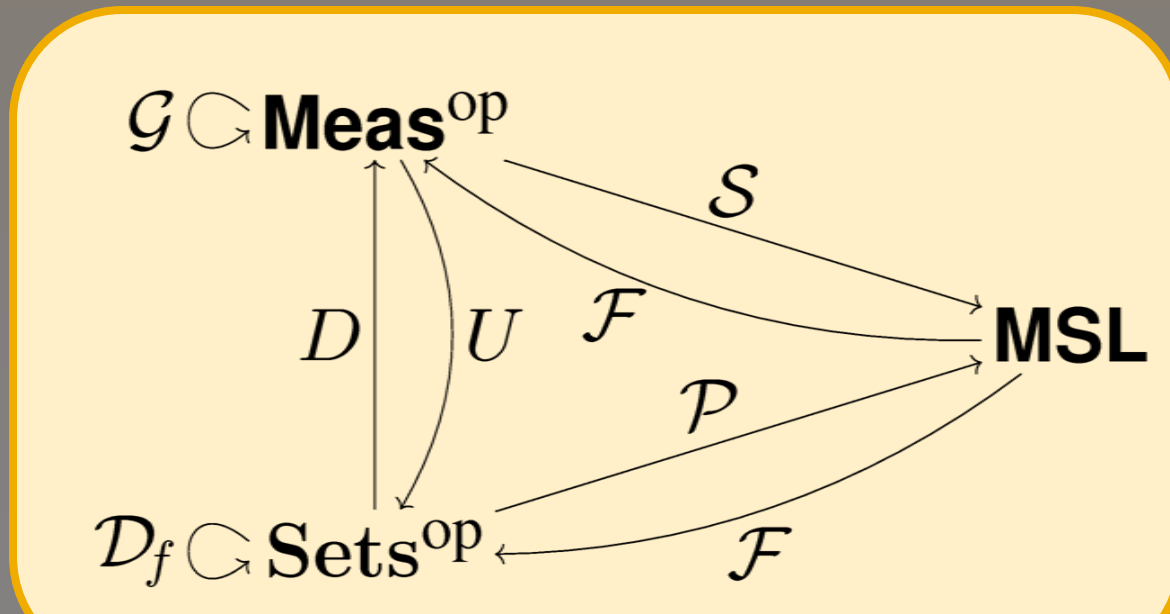 𝒢 Meas^op
𝒮
D U ℱ MSL
𝒫
𝒟_f Sets^op ℱ